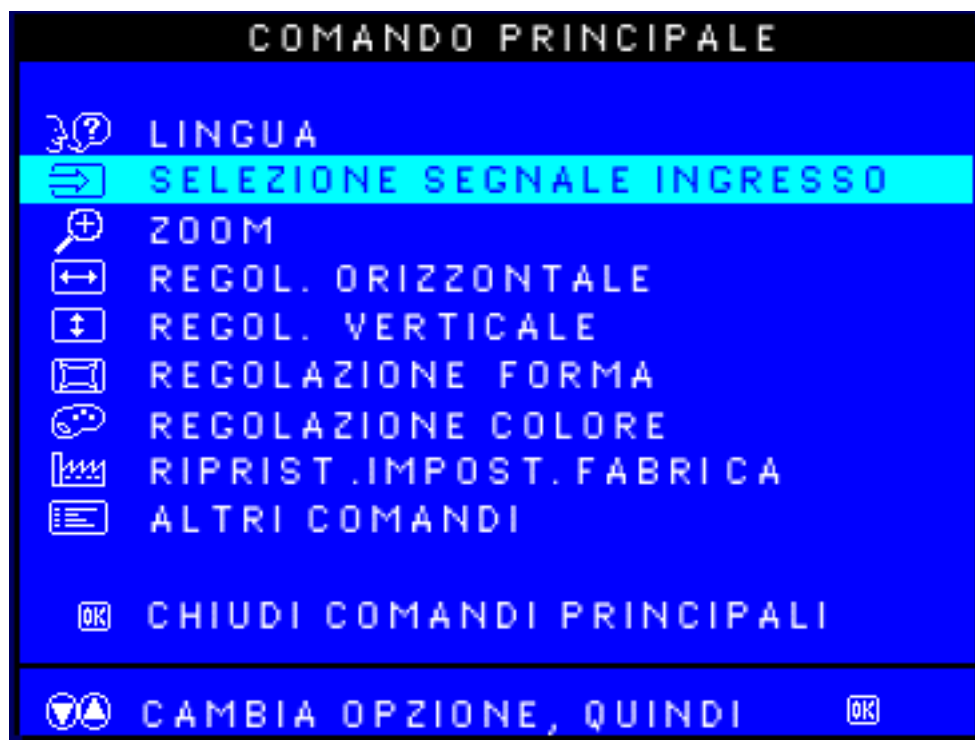 COMANDO PRINCIPALE
LINGUA
SELEZIONE SEGNALE INGRESSO
ZOOM
REGOL. ORIZZONTALE
REGOL. VERTICALE
REGOLAZIONE FORMA
REGOLAZIONE COLORE
RIPRIST.IMPOST.FABRICA
ALTRI COMANDI
OK CHIUDI COMANDI PRINCIPALI
CAMBIA OPZIONE, QUINDI OK